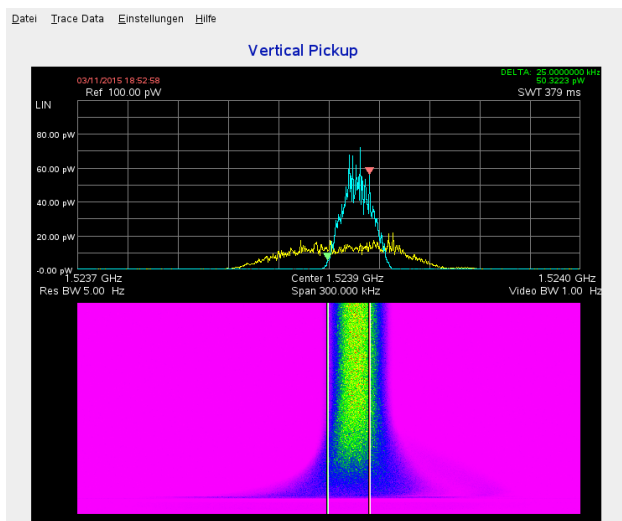 Datei Trace Data Einstellungen Hilfe
Vertical Pickup
DELTA: 25.0000000 kHz
03/11/2015 18:52:58 50.3223 pW
Ref 100.00 pW SWT 379 ms
LIN
80.00 pW
60.00 pW
40.00 pW
20.00 pW
-0.00 pW
1.5237 GHz Center 1.5239 GHz 1.5240 GHz
Res BW 5.00 Hz Span 300.000 kHz Video BW 1.00 Hz